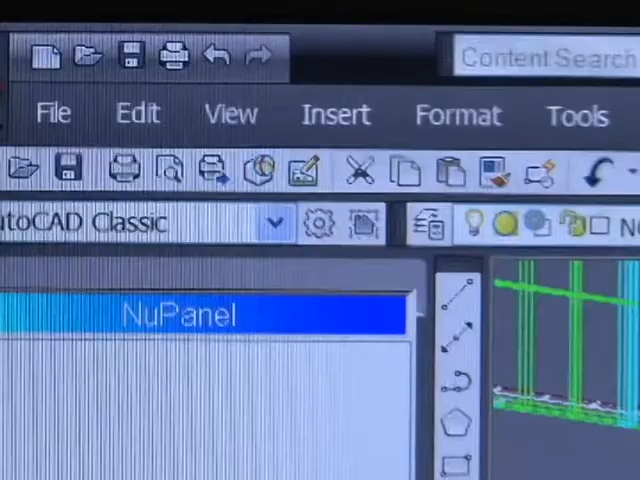 Content Search
File Edit View Insert Format Tools
utoCAD Classic
NuPanel